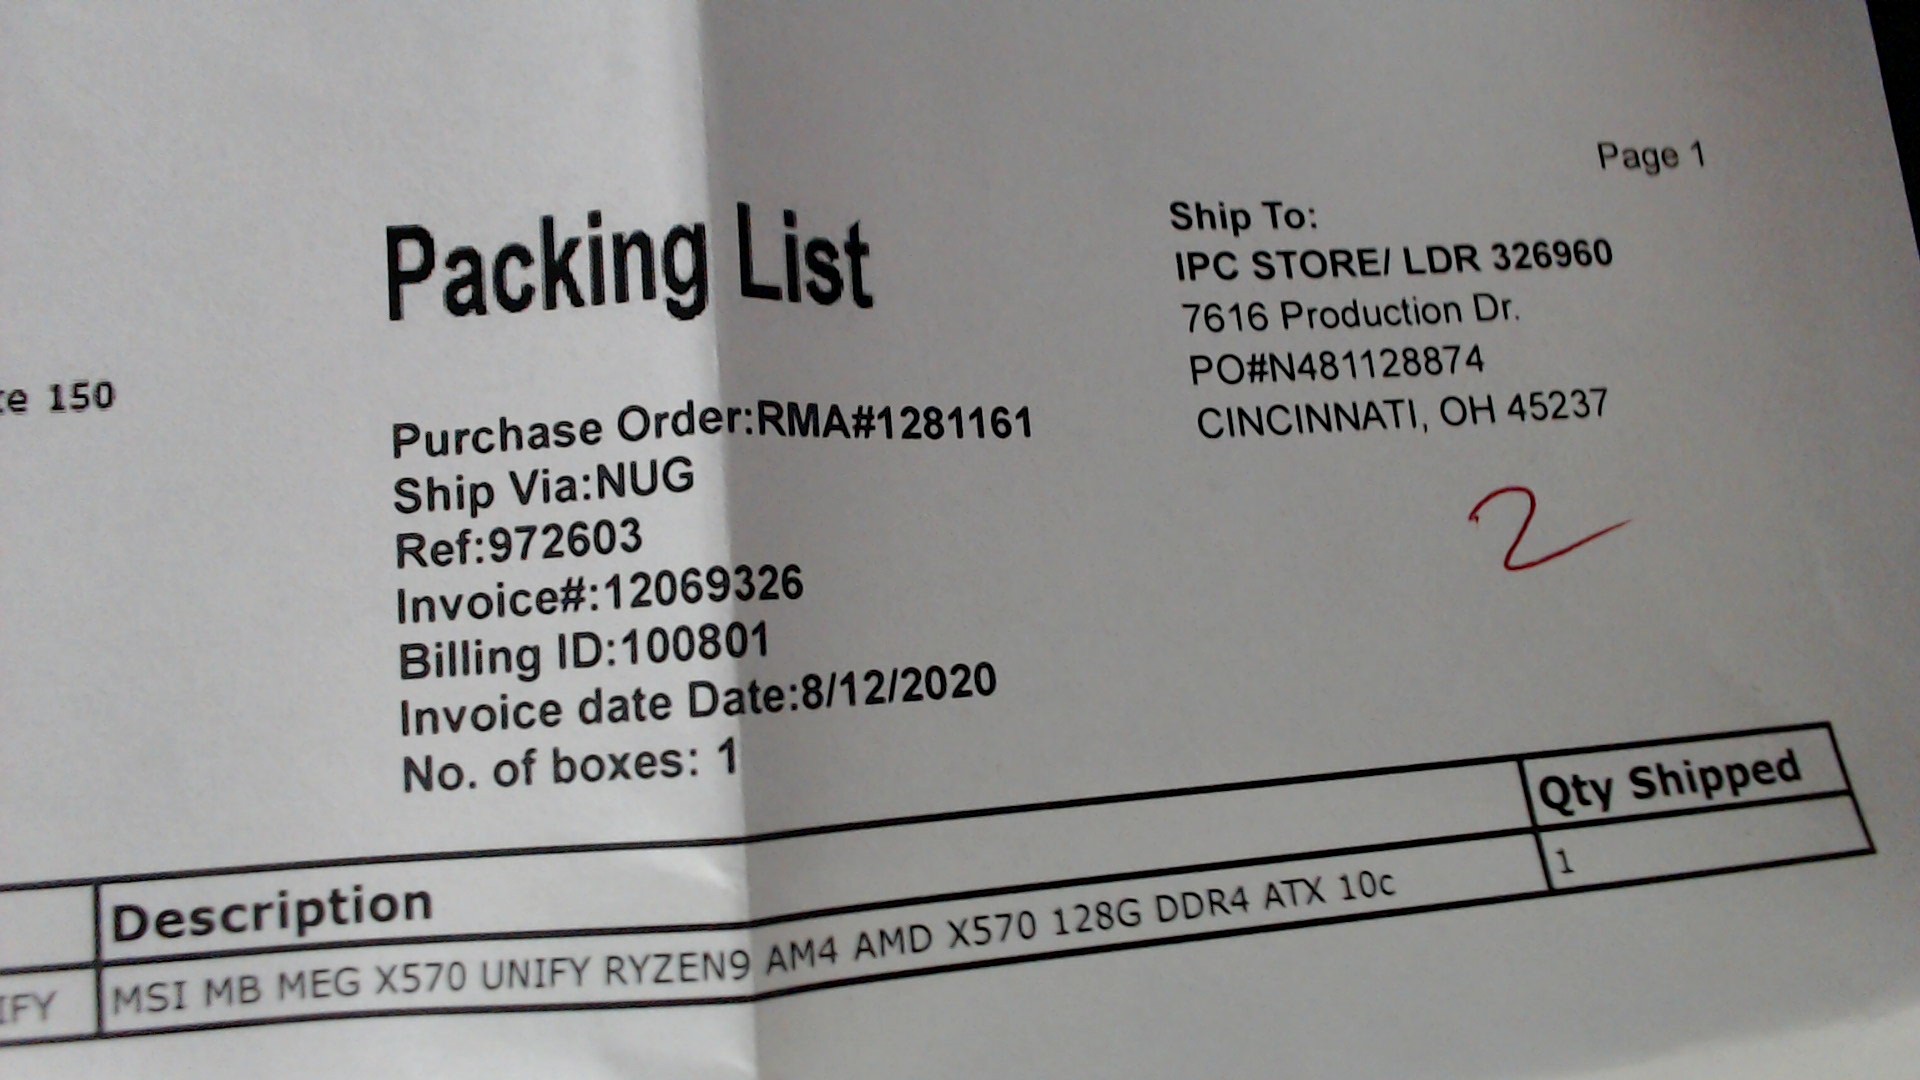 Page 1
Packing List
Ship To:
IPC STORE/ LDR 326960
7616 Production Dr.
PO#N481128874
CINCINNATI, OH 45237
2
150
Purchase Order:RMA#1281161
Ship Via:NUG
Ref:972603
Invoice#:12069326
Billing ID:100801
Invoice date Date:8/12/2020
No. of boxes: 1
Description Qty Shipped
MSI MB MEG X570 UNIFY RYZEN9 AM4 AMD X570 128G DDR4 ATX 10c 1